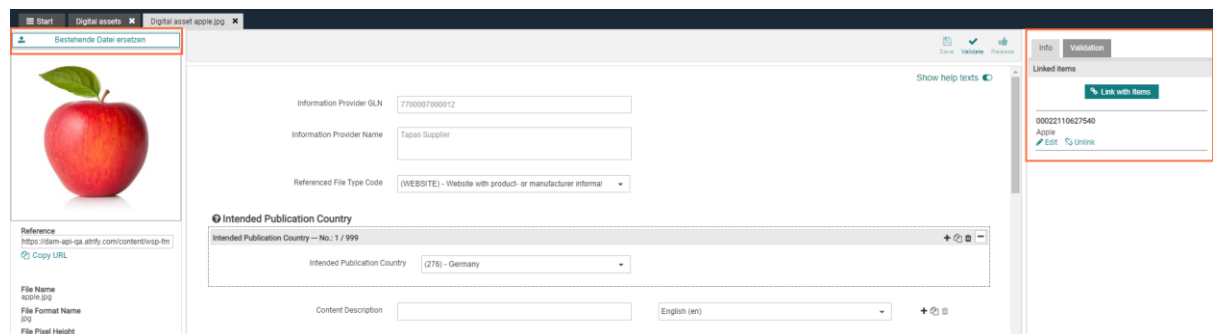 Start
Digital assets
Digital asset apple.jpg
Bestehende Datei ersetzen
Save
Validate
Release
Show help texts
Information Provider GLN
7700007000012
Information Provider Name
Tapas Supplier
Referenced File Type Code
(WEBSITE) - Website with product- or manufacturer informat
Intended Publication Country
Intended Publication Country — No.: 1 / 999
Intended Publication Country
(276) - Germany
Content Description
English (en)
Reference
https://dam-api-qa.atrify.com/content/wsp-fm
Copy URL
File Name
apple.jpg
File Format Name
jpg
File Pixel Height
Info
Validation
Linked items
Link with Items
00022110627540
Apple
Edit
Unlink